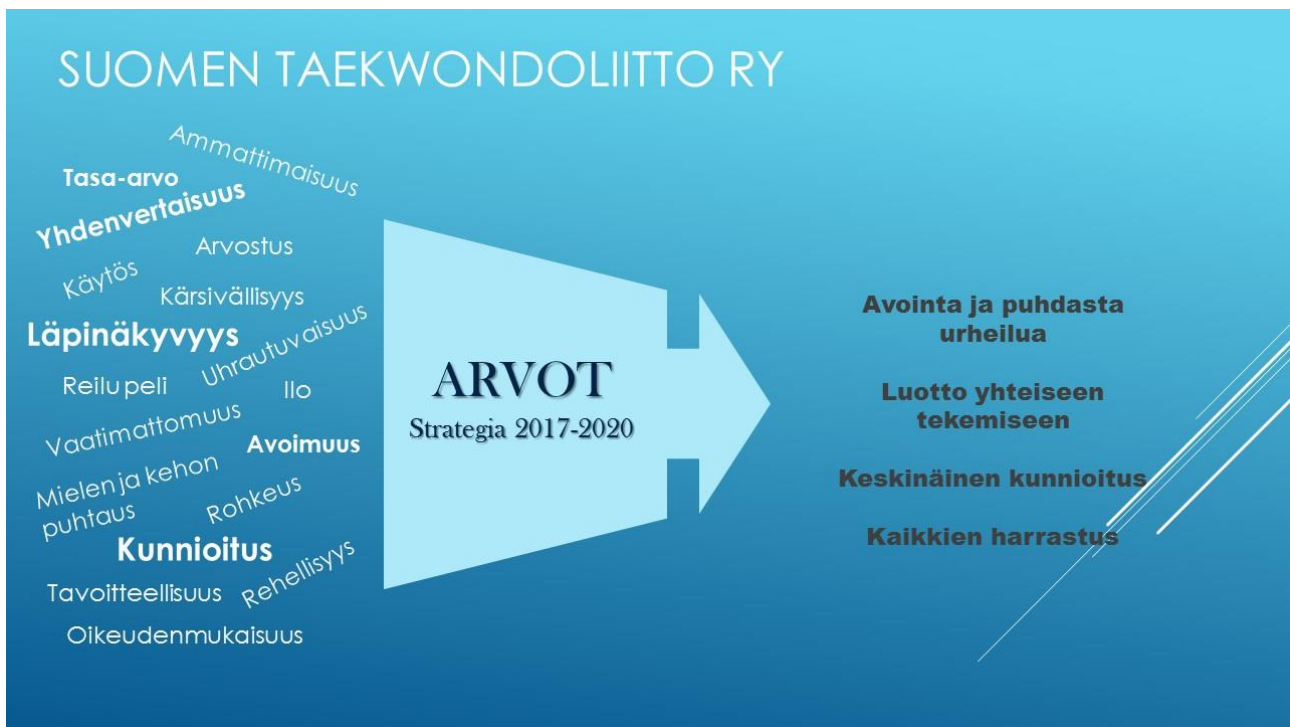 SUOMEN TAEKWONDOLIITTO RY
Ammattimaisuus
Tasa-arvo
Yhdenvertaisuus
Arvostus
Käytös
Kärsivällisyys
Läpinäkyvyys
Uhrautuvaisuus
Reilu peli
Ilo
Vaatimattomuus
Avoimuus
Mielen ja kehon
puhtaus
Rohkeus
Kunnioitus
Rehellisyys
Tavoitteellisuus
Oikeudenmukaisuus
ARVOT
Strategia 2017-2020
Avointa ja puhdasta
urheilua
Luotto yhteiseen
tekemiseen
Keskinäinen kunnioitus
Kaikkien harrastus